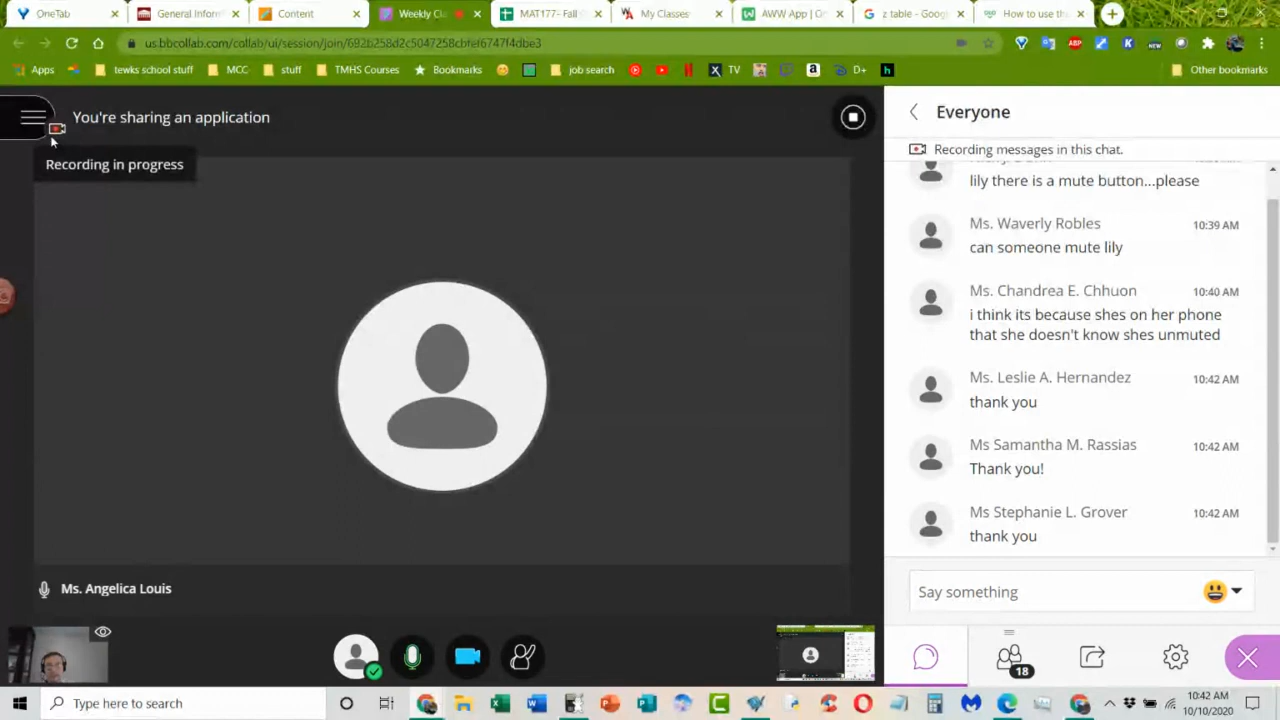 OneTab
General Inforr
Content
Weekly Cla
MAT177- Fall
My Classes
AWW App | On
z table - Goog
How to use th
us.bbcollab.com/collab/ui/session/join/692b258d2c5047258cbfef6747f4dbe3
ABP
NEW
Apps
tewks school stuff
MCC
stuff
TMHS Courses
Bookmarks
job search
TV
D+
Other bookmarks
You're sharing an application
Recording in progress
Ms. Angelica Louis
Everyone
Recording messages in this chat.
lily there is a mute button...please
Ms. Waverly Robles 10:39 AM
can someone mute lily
Ms. Chandrea E. Chhuon 10:40 AM
i think its because shes on her phone
that she doesn't know shes unmuted
Ms. Leslie A. Hernandez 10:42 AM
thank you
Ms Samantha M. Rassias 10:42 AM
Thank you!
Ms Stephanie L. Grover 10:42 AM
thank you
Say something
18
Type here to search
10:42 AM
10/10/2020